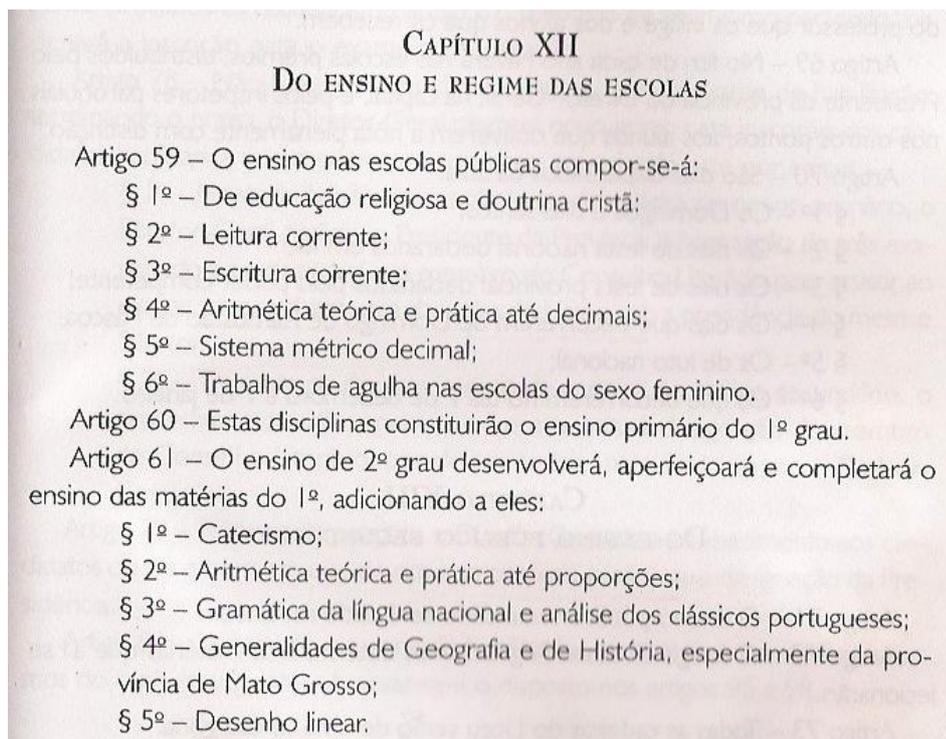 CAPÍTULO XII
DO ENSINO E REGIME DAS ESCOLAS
Artigo 59 – O ensino nas escolas públicas compor-se-á:
§ 1º – De educação religiosa e doutrina cristã;
§ 2º – Leitura corrente;
§ 3º – Escritura corrente;
§ 4º – Aritmética teórica e prática até decimais;
§ 5º – Sistema métrico decimal;
§ 6º – Trabalhos de agulha nas escolas do sexo feminino.
Artigo 60 – Estas disciplinas constituirão o ensino primário do 1º grau.
Artigo 61 – O ensino de 2º grau desenvolverá, aperfeiçoará e completará o
ensino das matérias do 1º, adicionando a eles:
§ 1º – Catecismo;
§ 2º – Aritmética teórica e prática até proporções;
§ 3º – Gramática da língua nacional e análise dos clássicos portugueses;
§ 4º – Generalidades de Geografia e de História, especialmente da pro-
víncia de Mato Grosso;
§ 5º – Desenho linear.